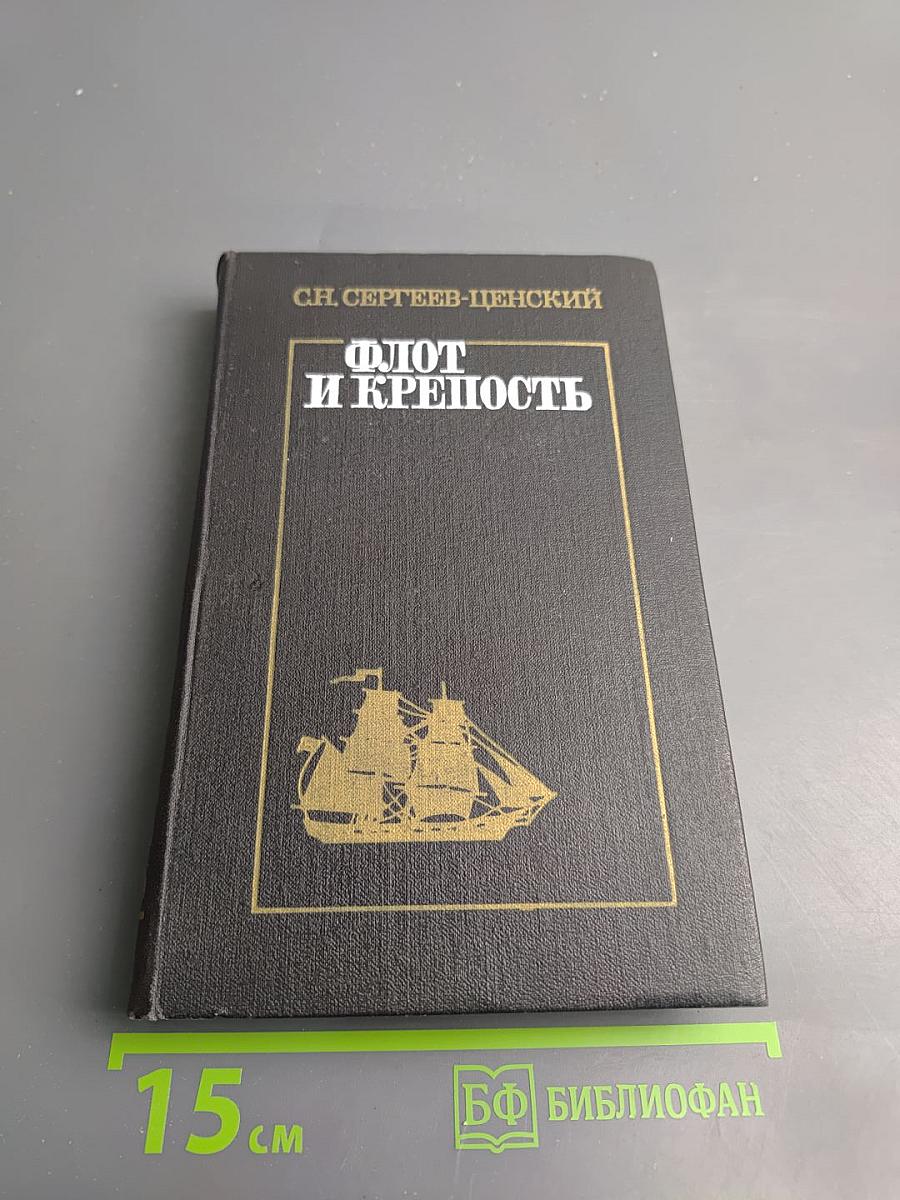 С.Н. СЕРГЕЕВ-ЦЕНСКИЙ
ФЛОТ
И КРЕПОСТЬ
15 см
БФ БИБЛИОФАН